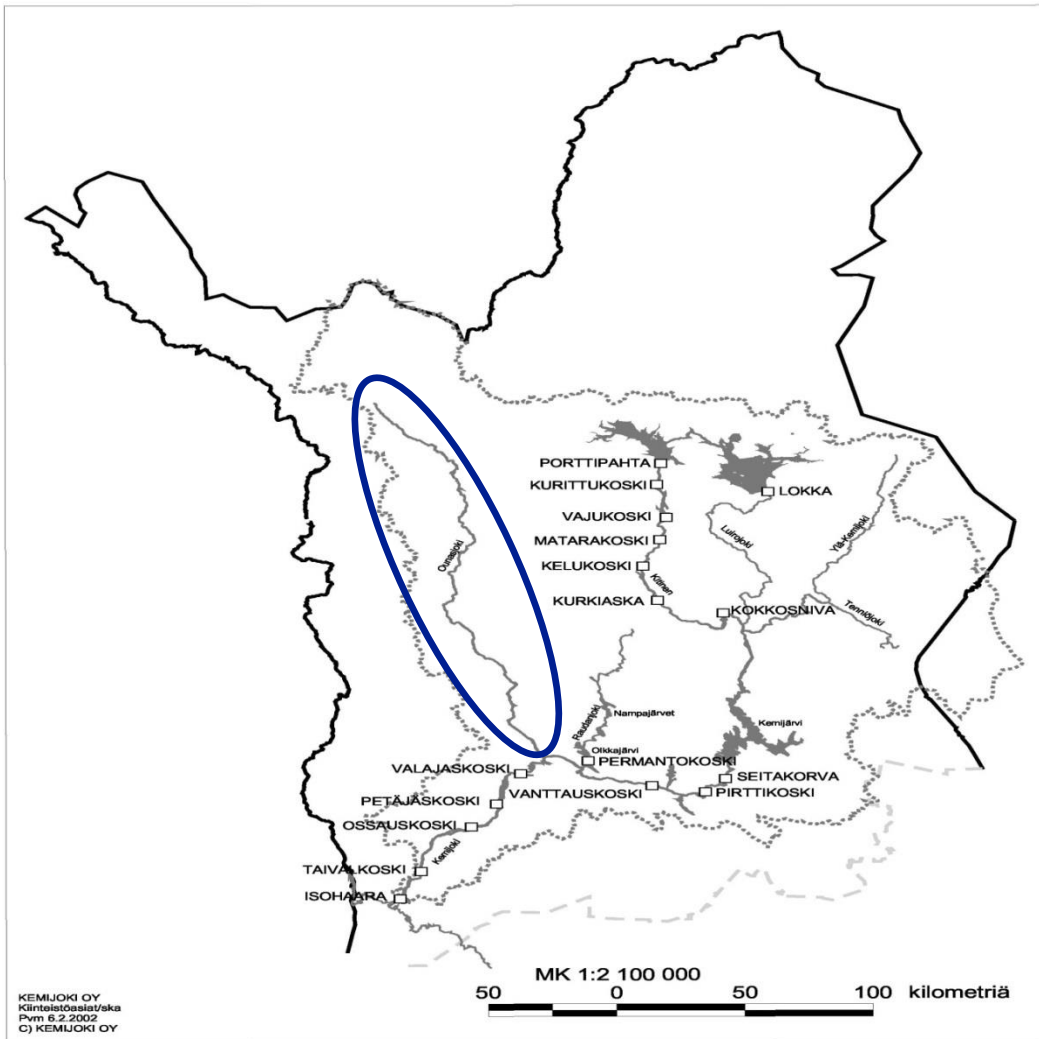 PORTTIPAHTA
KURITTUKOSKI
LOKKA
VAJUKOSKI
MATARAKOSKI
Luirojoki
Ylä-Kemijoki
Ounasjoki
KELUKOSKI
Kitinen
KURKIASKA
KOKKOSNIVA
Tenniöjoki
Nampajärvet
Raudanjoki
Kemijärvi
Olkkajärvi
PERMANTOKOSKI
VALAJASKOSKI
SEITAKORVA
VANTTAUSKOSKI
PIRTTIKOSKI
PETÄJÄSKOSKI
OSSAUSKOSKI
Kemijoki
TAIVALKOSKI
ISOHAARA
MK 1:2 100 000
50 0 50 100 kilometriä
KEMIJOKI OY
Kiinteistöasiat/ska
Pvm 6.2.2002
C) KEMIJOKI OY